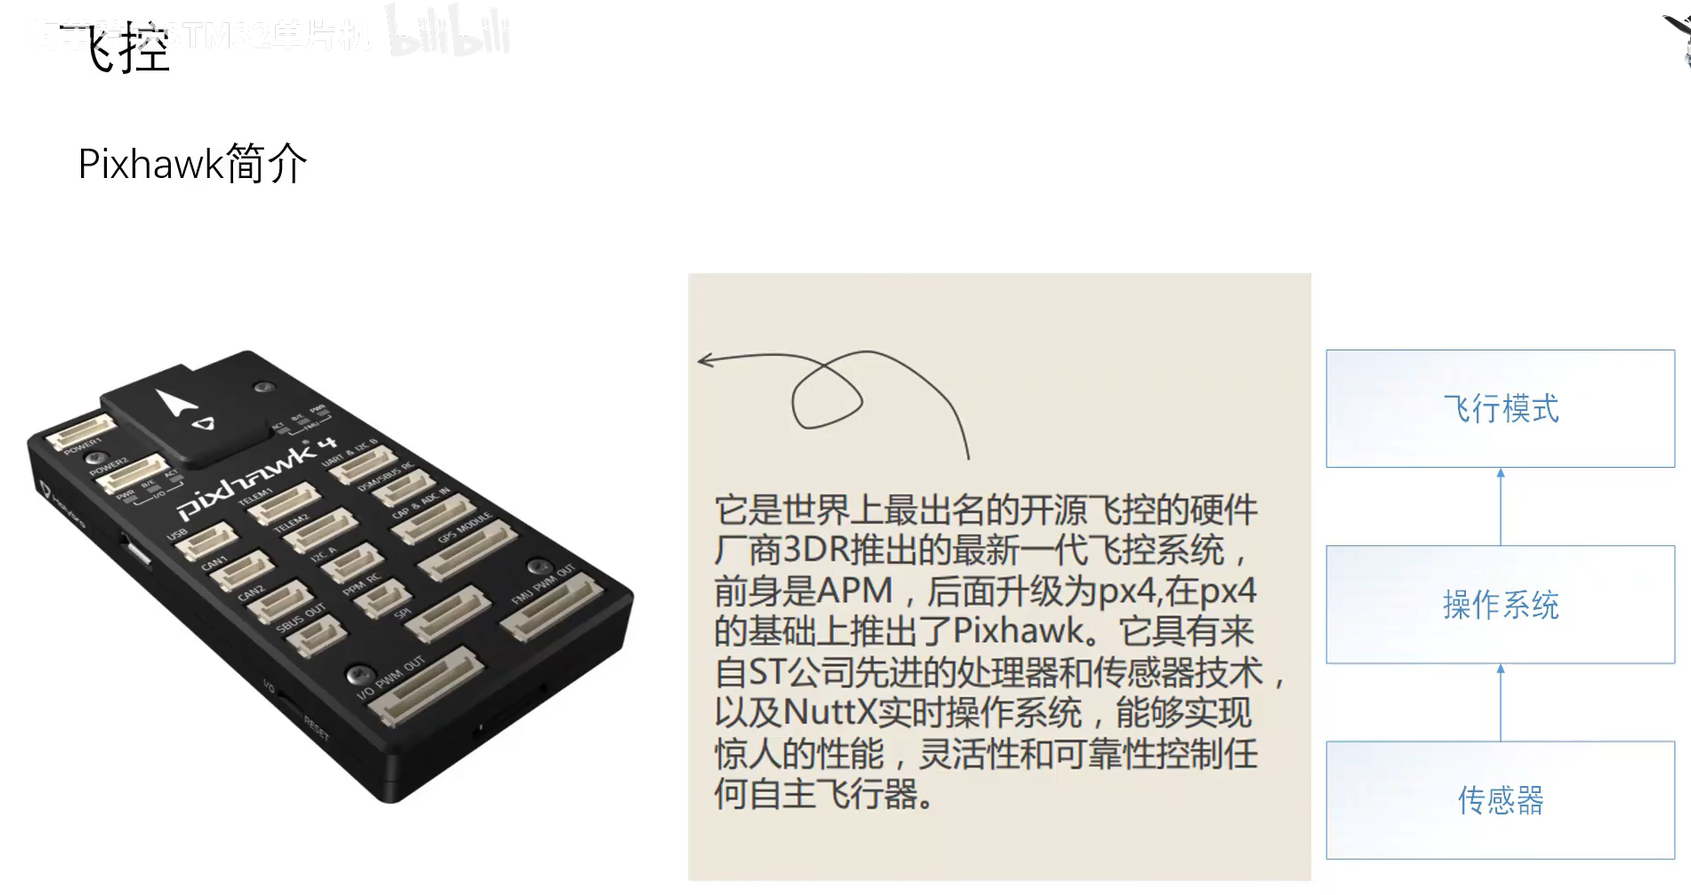 STM32单片机 bilibili
飞控
Pixhawk简介
POWER1
POWER2
PWR B/E ACT
I/O
ACT B/E PWR
FMU
pixhawk 4
UART & I2C B
TELEM1
DSM/SBUS RC
TELEM2
CAP & ADC IN
USB
I2C A
GPS MODULE
CAN1
PPM RC
CAN2
SPI
FMU PWM OUT
SBUS OUT
I/O PWM OUT
I/O
RESET
它是世界上最出名的开源飞控的硬件
厂商3DR推出的最新一代飞控系统，
前身是APM，后面升级为px4,在px4
的基础上推出了Pixhawk。它具有来
自ST公司先进的处理器和传感器技术，
以及NuttX实时操作系统，能够实现
惊人的性能，灵活性和可靠性控制任
何自主飞行器。
飞行模式
操作系统
传感器